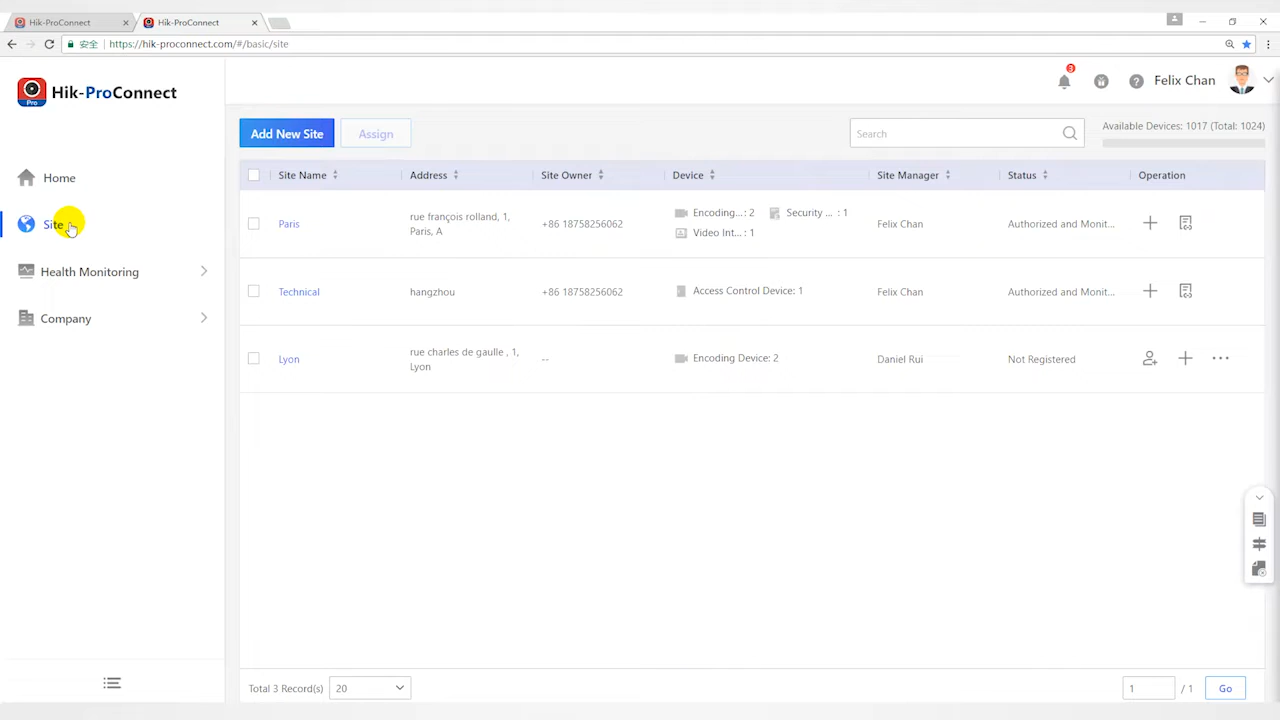 Hik-ProConnect
Hik-ProConnect
安全
https://hik-proconnect.com/#/basic/site
Pro
Hik-ProConnect
9
Felix Chan
Home
Site
Health Monitoring
Company
Add New Site
Assign
Search
Available Devices: 1017 (Total: 1024)
Site Name
Address
Site Owner
Device
Site Manager
Status
Operation
Paris
rue françois rolland, 1,
Paris, A
+86 18758256062
Encoding...: 2
Security ... : 1
Video Int... : 1
Felix Chan
Authorized and Monit...
Technical
hangzhou
+86 18758256062
Access Control Device: 1
Felix Chan
Authorized and Monit...
Lyon
rue charles de gaulle , 1,
Lyon
--
Encoding Device: 2
Daniel Rui
Not Registered
Total 3 Record(s)
20
1
/ 1
Go